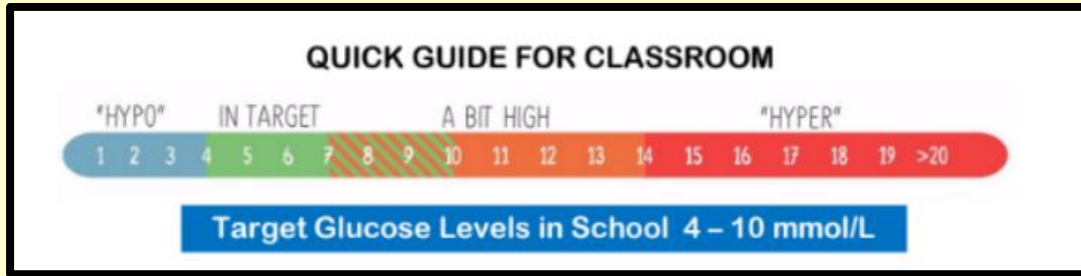 QUICK GUIDE FOR CLASSROOM
"HYPO" IN TARGET A BIT HIGH "HYPER"
1 2 3 4 5 6 7 8 9 10 11 12 13 14 15 16 17 18 19 >20
Target Glucose Levels in School 4 – 10 mmol/L